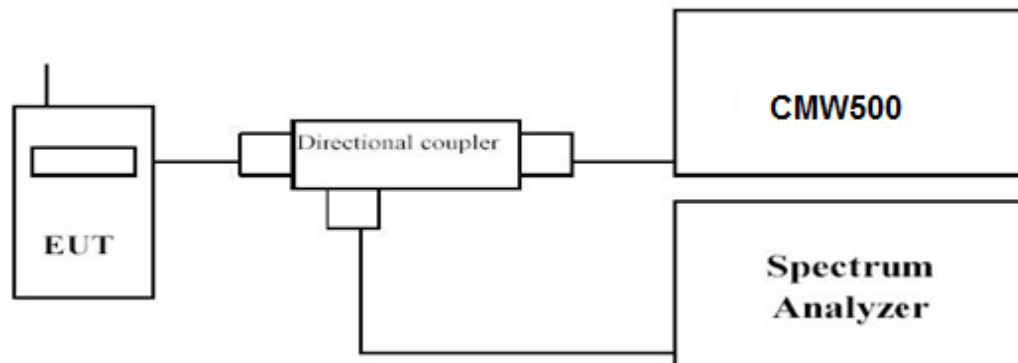 Directional coupler
CMW500
EUT
Spectrum
Analyzer